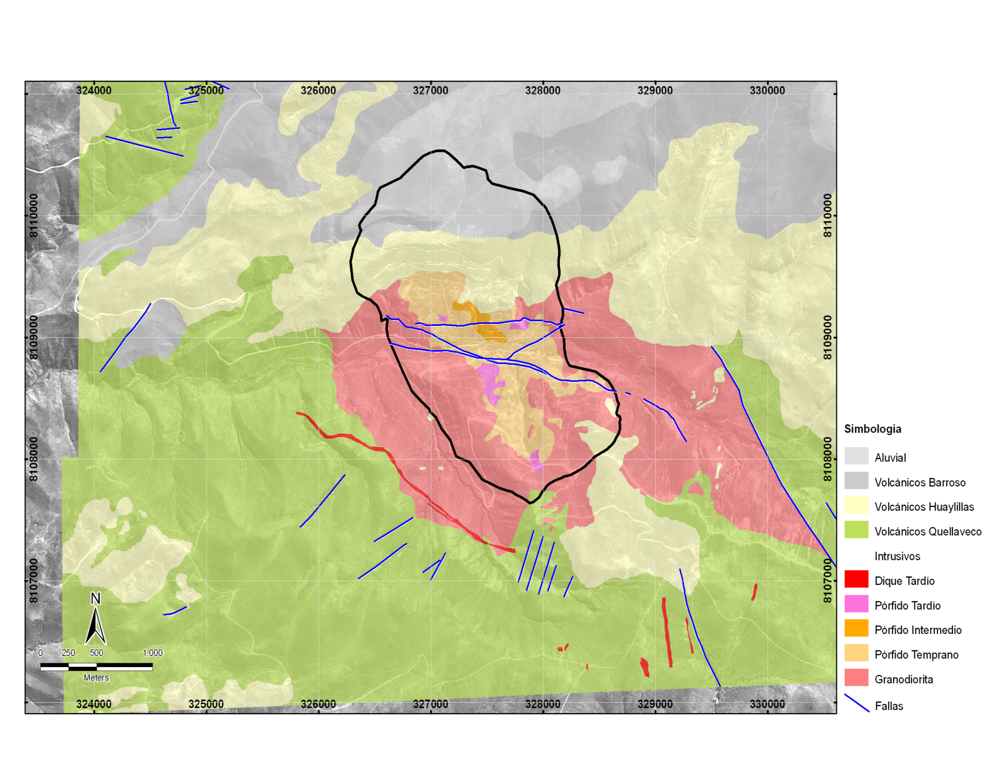 324000 325000 326000 327000 328000 329000 330000
8110000 8110000
8109000 8109000
8108000 8108000
8107000 8107000
N
0 250 500 1,000
Meters
324000 325000 326000 327000 328000 329000 330000
Simbologia
Aluvial
Volcánicos Barroso
Volcánicos Huaylillas
Volcánicos Quellaveco
Intrusivos
Dique Tardío
Pórfido Tardío
Pórfido Intermedio
Pórfido Temprano
Granodiorita
Fallas